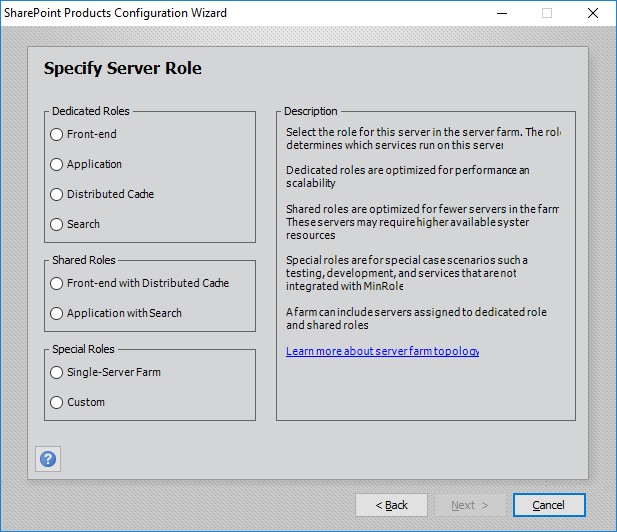 SharePoint Products Configuration Wizard
Specify Server Role
Dedicated Roles
Front-end
Application
Distributed Cache
Search
Shared Roles
Front-end with Distributed Cache
Application with Search
Special Roles
Single-Server Farm
Custom
Description
Select the role for this server in the server farm. The role
determines which services run on this server
Dedicated roles are optimized for performance an
scalability
Shared roles are optimized for fewer servers in the farm
These servers may require higher available syster
resources
Special roles are for special case scenarios such a
testing, development, and services that are not
integrated with MinRole
A farm can include servers assigned to dedicated role
and shared roles
Learn more about server farm topology
?
< Back
Next >
Cancel